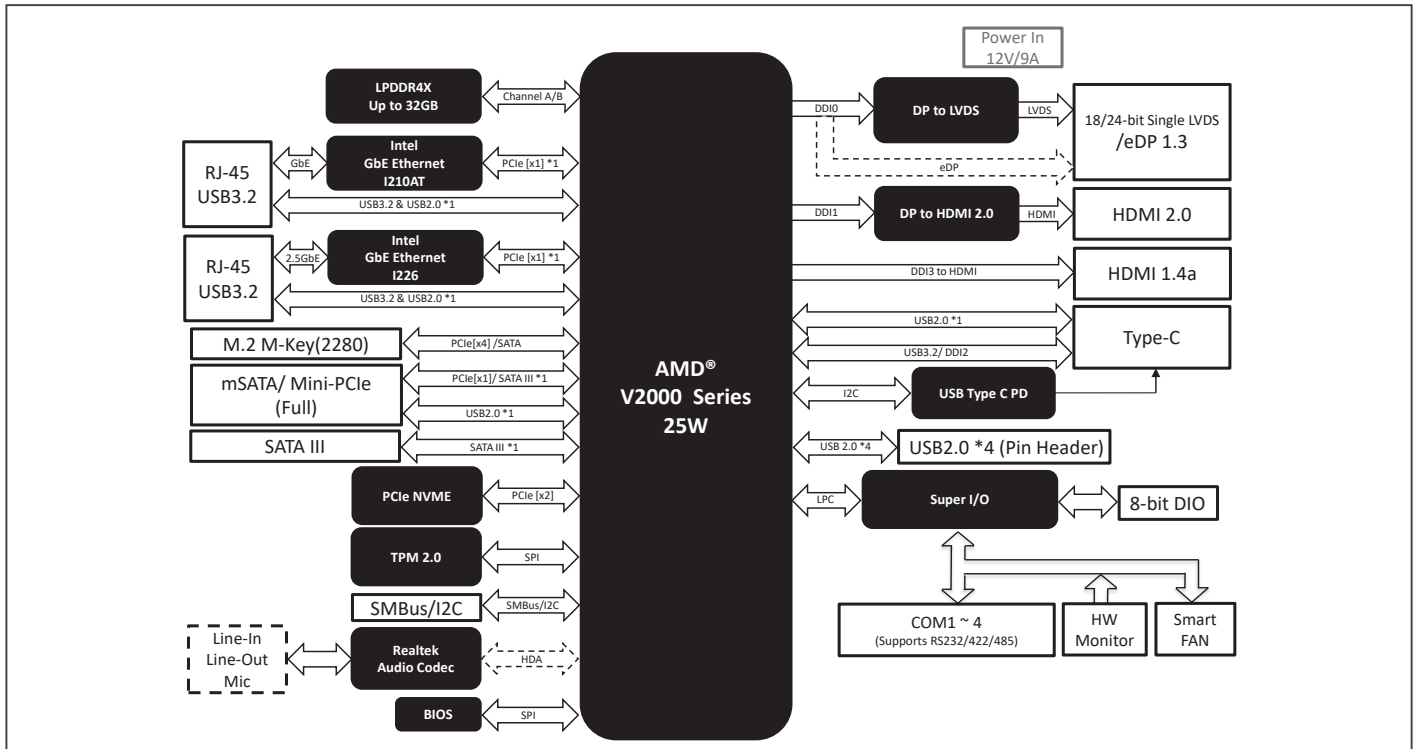 Power In
12V/9A
LPDDR4X
Up to 32GB
Channel A/B
RJ-45
USB3.2
GbE
Intel
GbE Ethernet
I210AT
PCIe [x1] *1
USB3.2 & USB2.0 *1
RJ-45
USB3.2
2.5GbE
Intel
GbE Ethernet
I226
PCIe [x1] *1
USB3.2 & USB2.0 *1
M.2 M-Key(2280)
PCIe[x4] /SATA
mSATA/ Mini-PCIe
(Full)
PCIe[x1]/ SATA III *1
USB2.0 *1
SATA III
SATA III *1
PCIe NVME
PCIe [x2]
TPM 2.0
SPI
SMBus/I2C
SMBus/I2C
Line-In
Line-Out
Mic
Realtek
Audio Codec
HDA
BIOS
SPI
AMD®
V2000 Series
25W
DDI0
DP to LVDS
LVDS
18/24-bit Single LVDS
/eDP 1.3
eDP
DDI1
DP to HDMI 2.0
HDMI
HDMI 2.0
DDI3 to HDMI
HDMI 1.4a
USB2.0 *1
USB3.2/ DDI2
Type-C
I2C
USB Type C PD
USB 2.0 *4
USB2.0 *4 (Pin Header)
LPC
Super I/O
8-bit DIO
COM1 ~ 4
(Supports RS232/422/485)
HW
Monitor
Smart
FAN